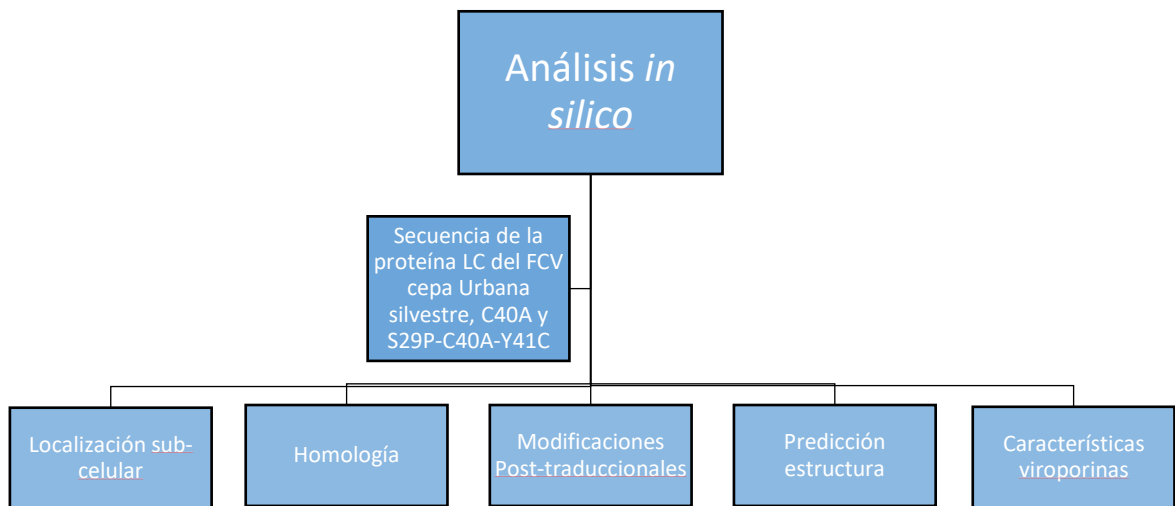 Análisis in
silico
Secuencia de la
proteína LC del FCV
cepa Urbana
silvestre, C40A y
S29P-C40A-Y41C
Localización sub-
celular
Homología
Modificaciones
Post-traduccionales
Predicción
estructura
Características
viroporinas